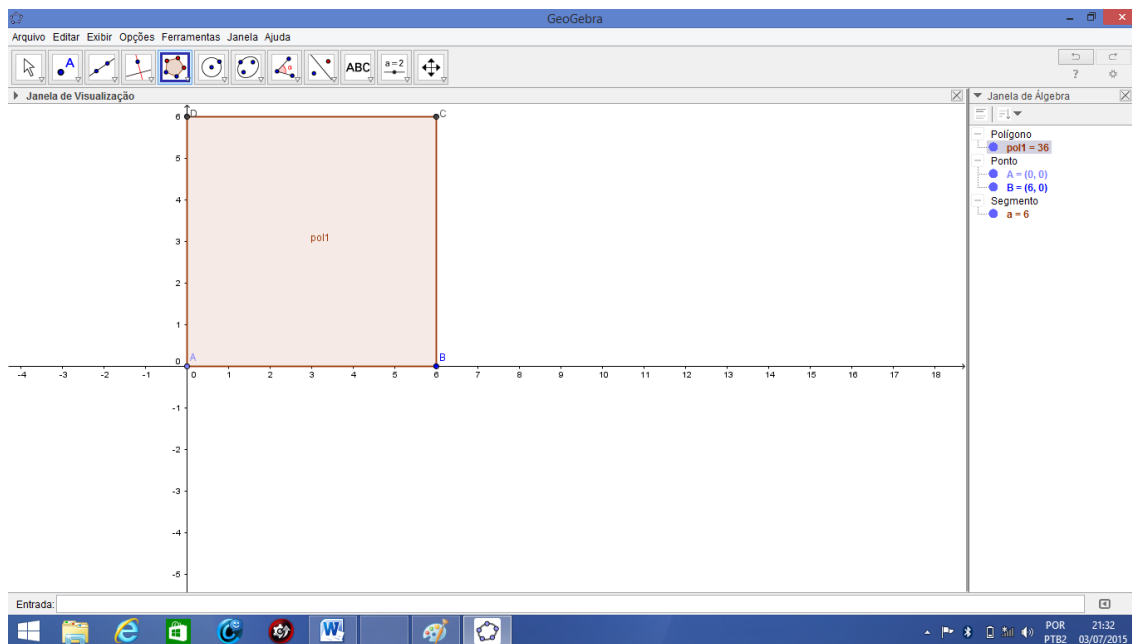 GeoGebra
Arquivo Editar Exibir Opções Ferramentas Janela Ajuda
A
α
ABC
a=2
?
Janela de Visualização
Janela de Álgebra
Polígono
pol1 = 36
Ponto
A = (0, 0)
B = (6, 0)
Segmento
a = 6
6
D
C
5
4
3
pol1
2
1
0
A
B
-4 -3 -2 -1 0 1 2 3 4 5 6 7 8 9 10 11 12 13 14 15 16 17 18
-1
-2
-3
-4
-5
Entrada:
POR 21:32
PTB2 03/07/2015